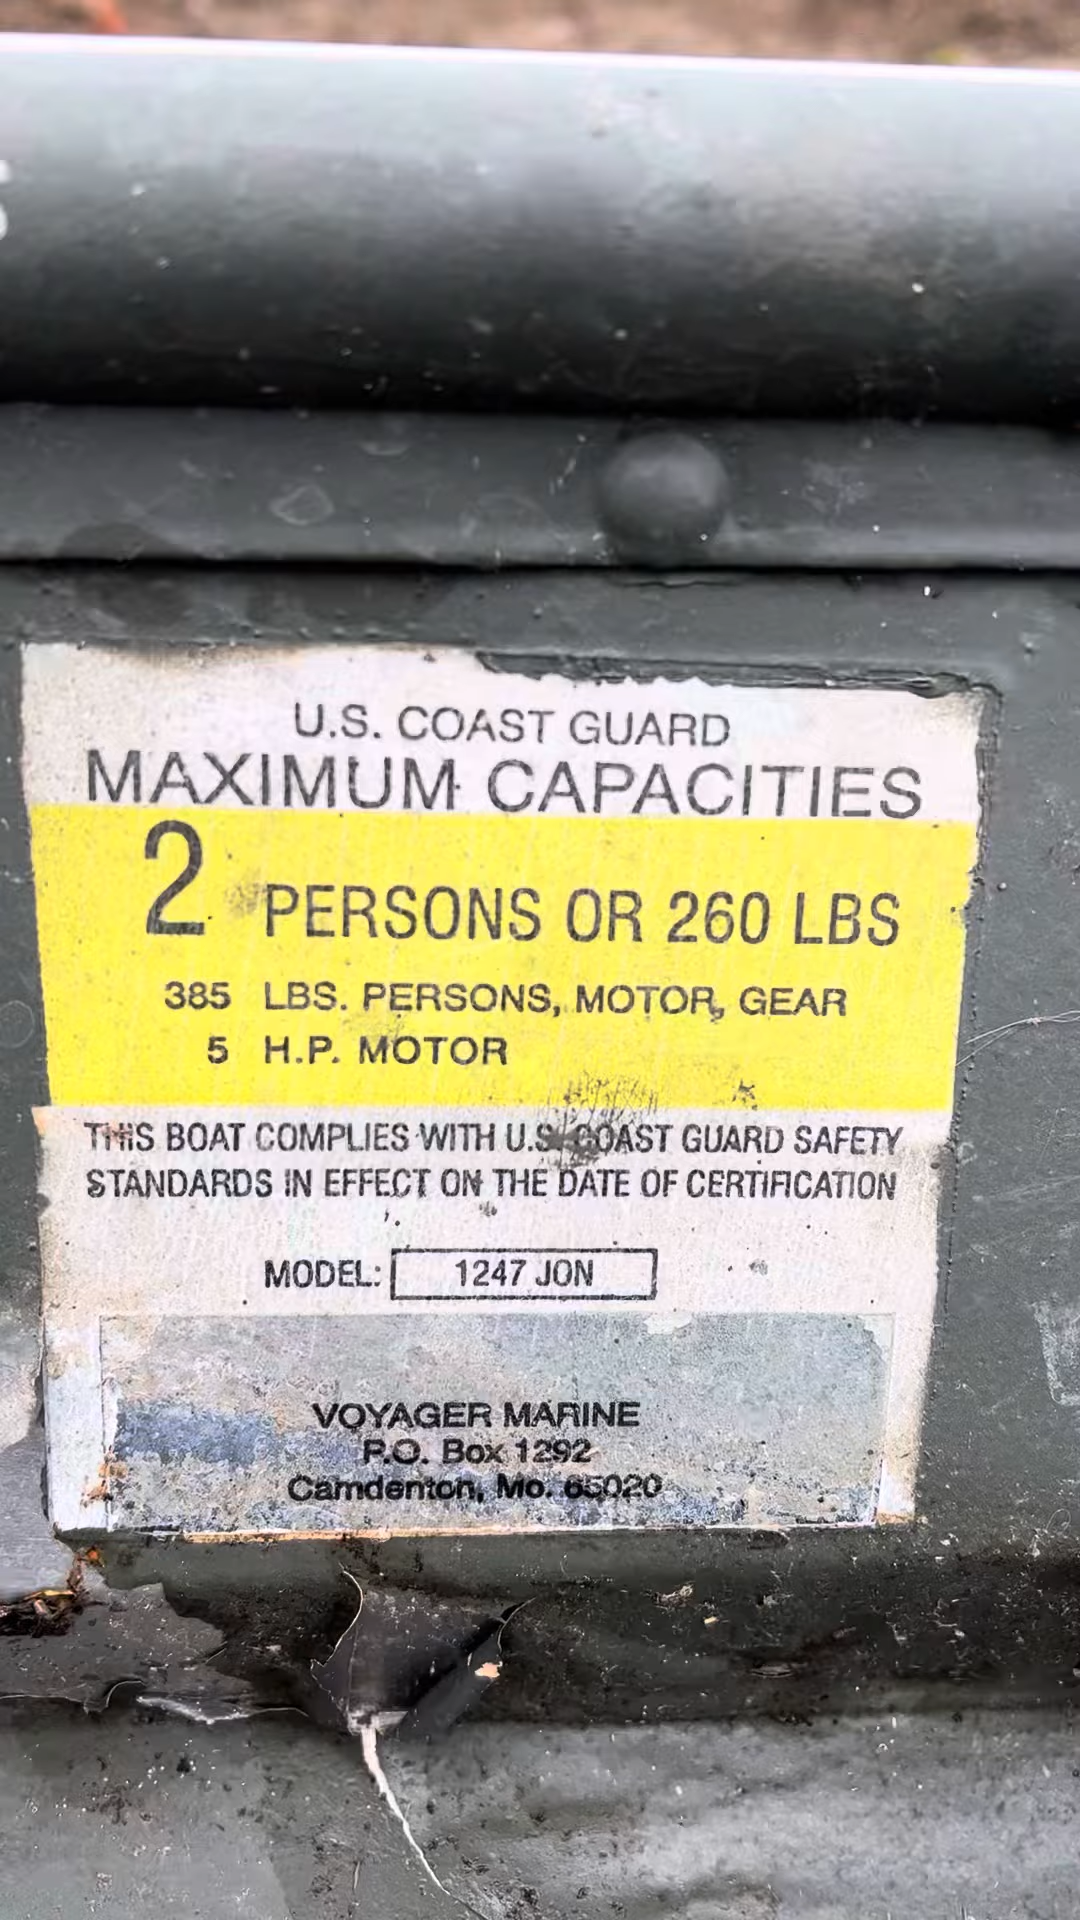 U.S. COAST GUARD
MAXIMUM CAPACITIES
2 PERSONS OR 260 LBS
385 LBS. PERSONS, MOTOR, GEAR
5 H.P. MOTOR
THIS BOAT COMPLIES WITH U.S. COAST GUARD SAFETY
STANDARDS IN EFFECT ON THE DATE OF CERTIFICATION
MODEL: 1247 JON
VOYAGER MARINE
P.O. Box 1292
Camdenton, Mo. 65020